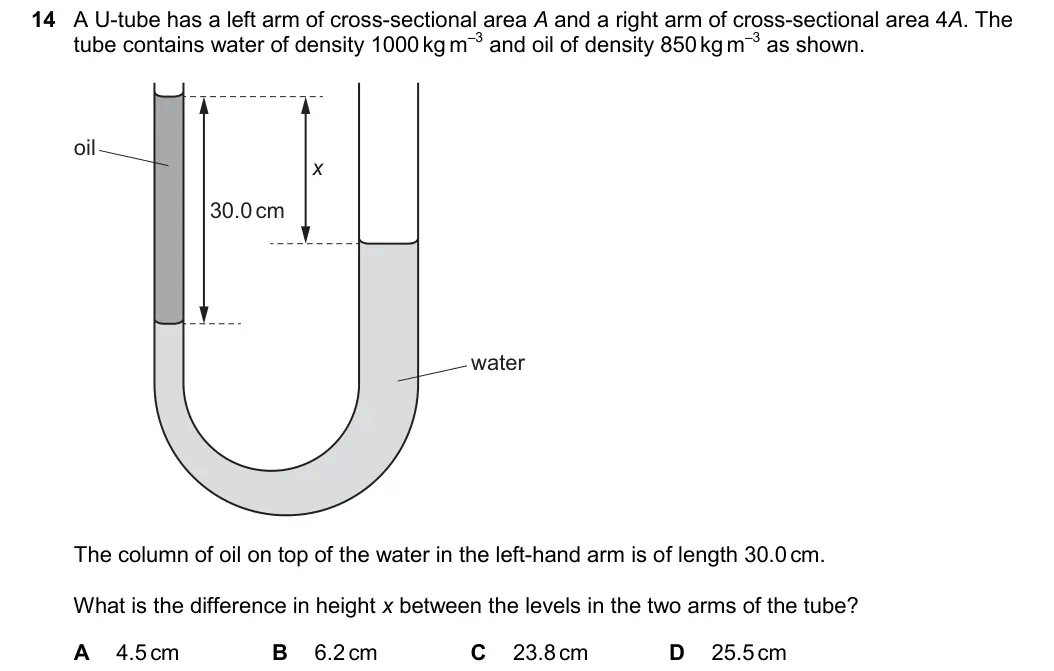 14 A U-tube has a left arm of cross-sectional area A and a right arm of cross-sectional area 4A. The
tube contains water of density 1000 kg m⁻³ and oil of density 850 kg m⁻³ as shown.
oil
x
30.0 cm
water
The column of oil on top of the water in the left-hand arm is of length 30.0 cm.
What is the difference in height x between the levels in the two arms of the tube?
A 4.5 cm B 6.2 cm C 23.8 cm D 25.5 cm